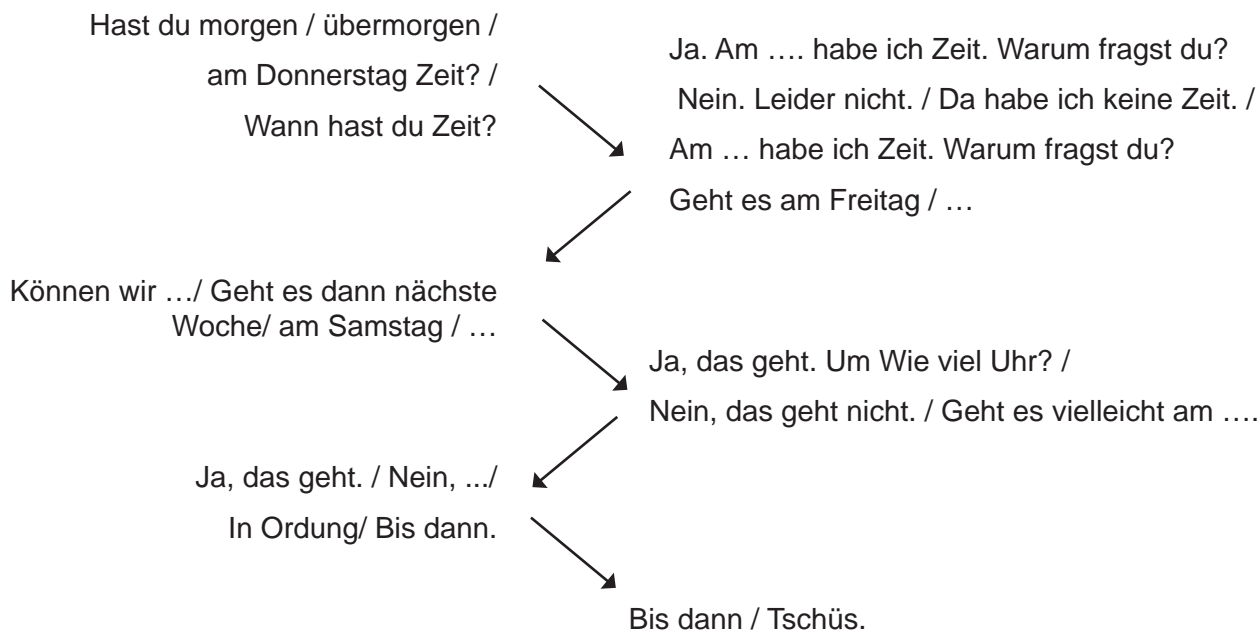 Hast du morgen / übermorgen /
am Donnerstag Zeit? /
Wann hast du Zeit?
Ja. Am …. habe ich Zeit. Warum fragst du?
Nein. Leider nicht. / Da habe ich keine Zeit. /
Am … habe ich Zeit. Warum fragst du?
Geht es am Freitag / …
Können wir …/ Geht es dann nächste
Woche/ am Samstag / …
Ja, das geht. Um Wie viel Uhr? /
Nein, das geht nicht. / Geht es vielleicht am ….
Ja, das geht. / Nein, .../
In Ordung/ Bis dann.
Bis dann / Tschüs.